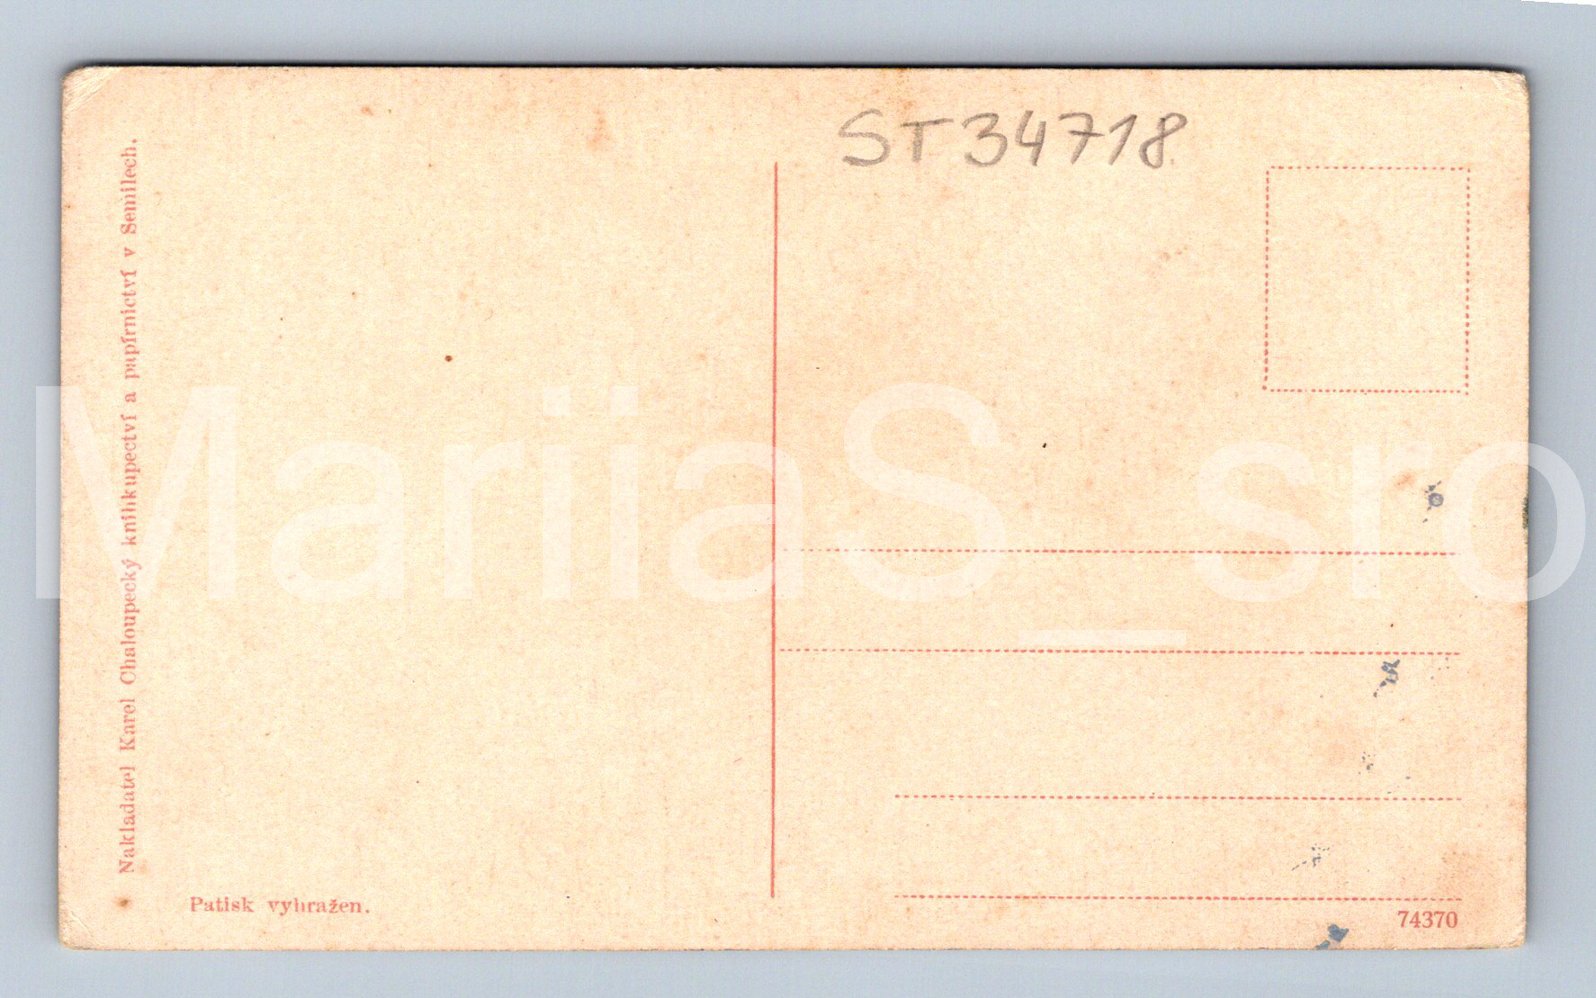 ST34718
Nakladatel Karel Chaloupecký knihkupectví a papírnictví v Semilech.
MariiaS_sro
Patisk vyhražen.
74370